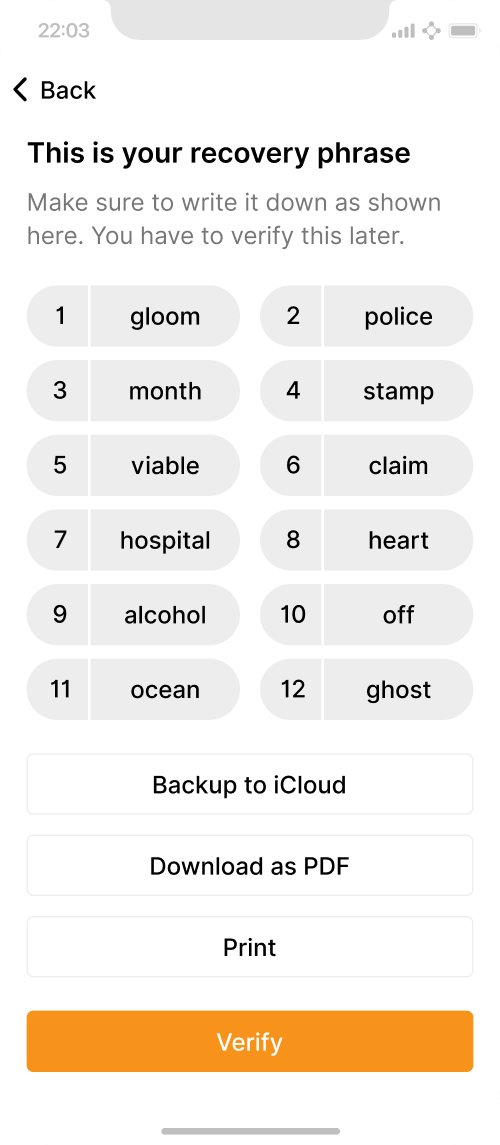 22:03
Back
This is your recovery phrase
Make sure to write it down as shown
here. You have to verify this later.
1 gloom
2 police
3 month
4 stamp
5 viable
6 claim
7 hospital
8 heart
9 alcohol
10 off
11 ocean
12 ghost
Backup to iCloud
Download as PDF
Print
Verify